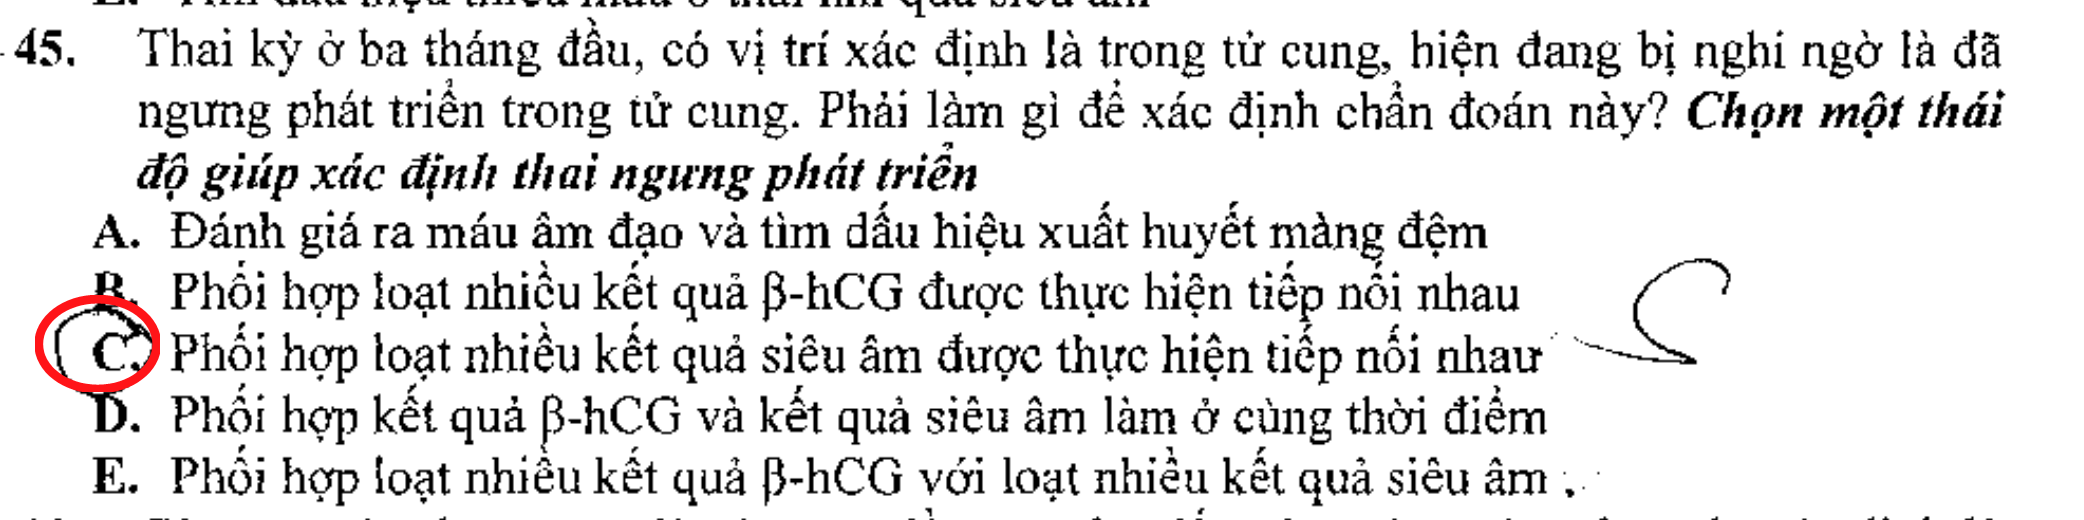 45. Thai kỳ ở ba tháng đầu, có vị trí xác định là trong tử cung, hiện đang bị nghi ngờ là đã
ngưng phát triển trong tử cung. Phải làm gì để xác định chẩn đoán này? Chọn một thái
độ giúp xác định thai ngưng phát triển
A. Đánh giá ra máu âm đạo và tìm dấu hiệu xuất huyết màng đệm
B. Phối hợp loạt nhiều kết quả β-hCG được thực hiện tiếp nối nhau
C. Phối hợp loạt nhiều kết quả siêu âm được thực hiện tiếp nối nhau
D. Phối hợp kết quả β-hCG và kết quả siêu âm làm ở cùng thời điểm
E. Phối hợp loạt nhiều kết quả β-hCG với loạt nhiều kết quả siêu âm